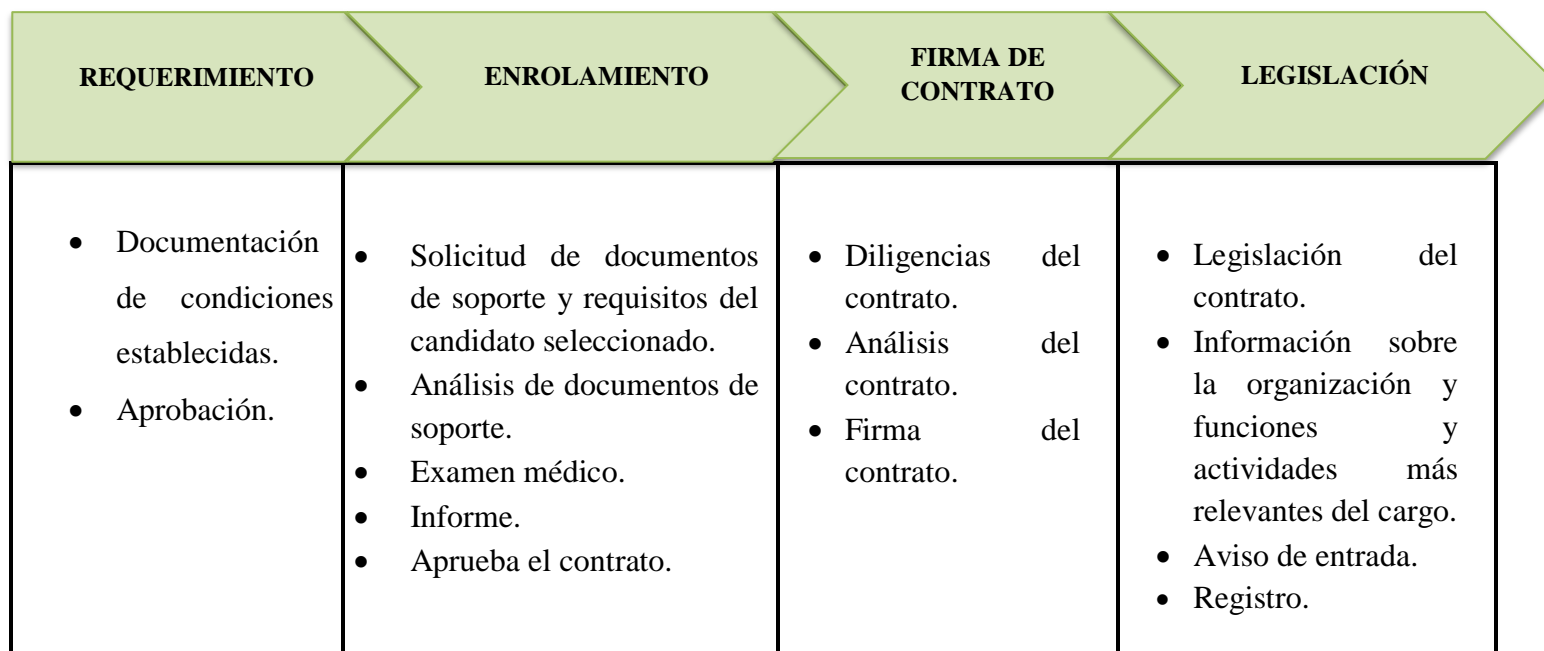 REQUERIMIENTO
ENROLAMIENTO
FIRMA DE
CONTRATO
LEGISLACIÓN
• Documentación
de condiciones
establecidas.
• Aprobación.
• Solicitud de documentos
de soporte y requisitos del
candidato seleccionado.
• Análisis de documentos de
soporte.
• Examen médico.
• Informe.
• Aprueba el contrato.
• Diligencias del
contrato.
• Análisis del
contrato.
• Firma del
contrato.
• Legislación del
contrato.
• Información sobre
la organización y
funciones y
actividades más
relevantes del cargo.
• Aviso de entrada.
• Registro.